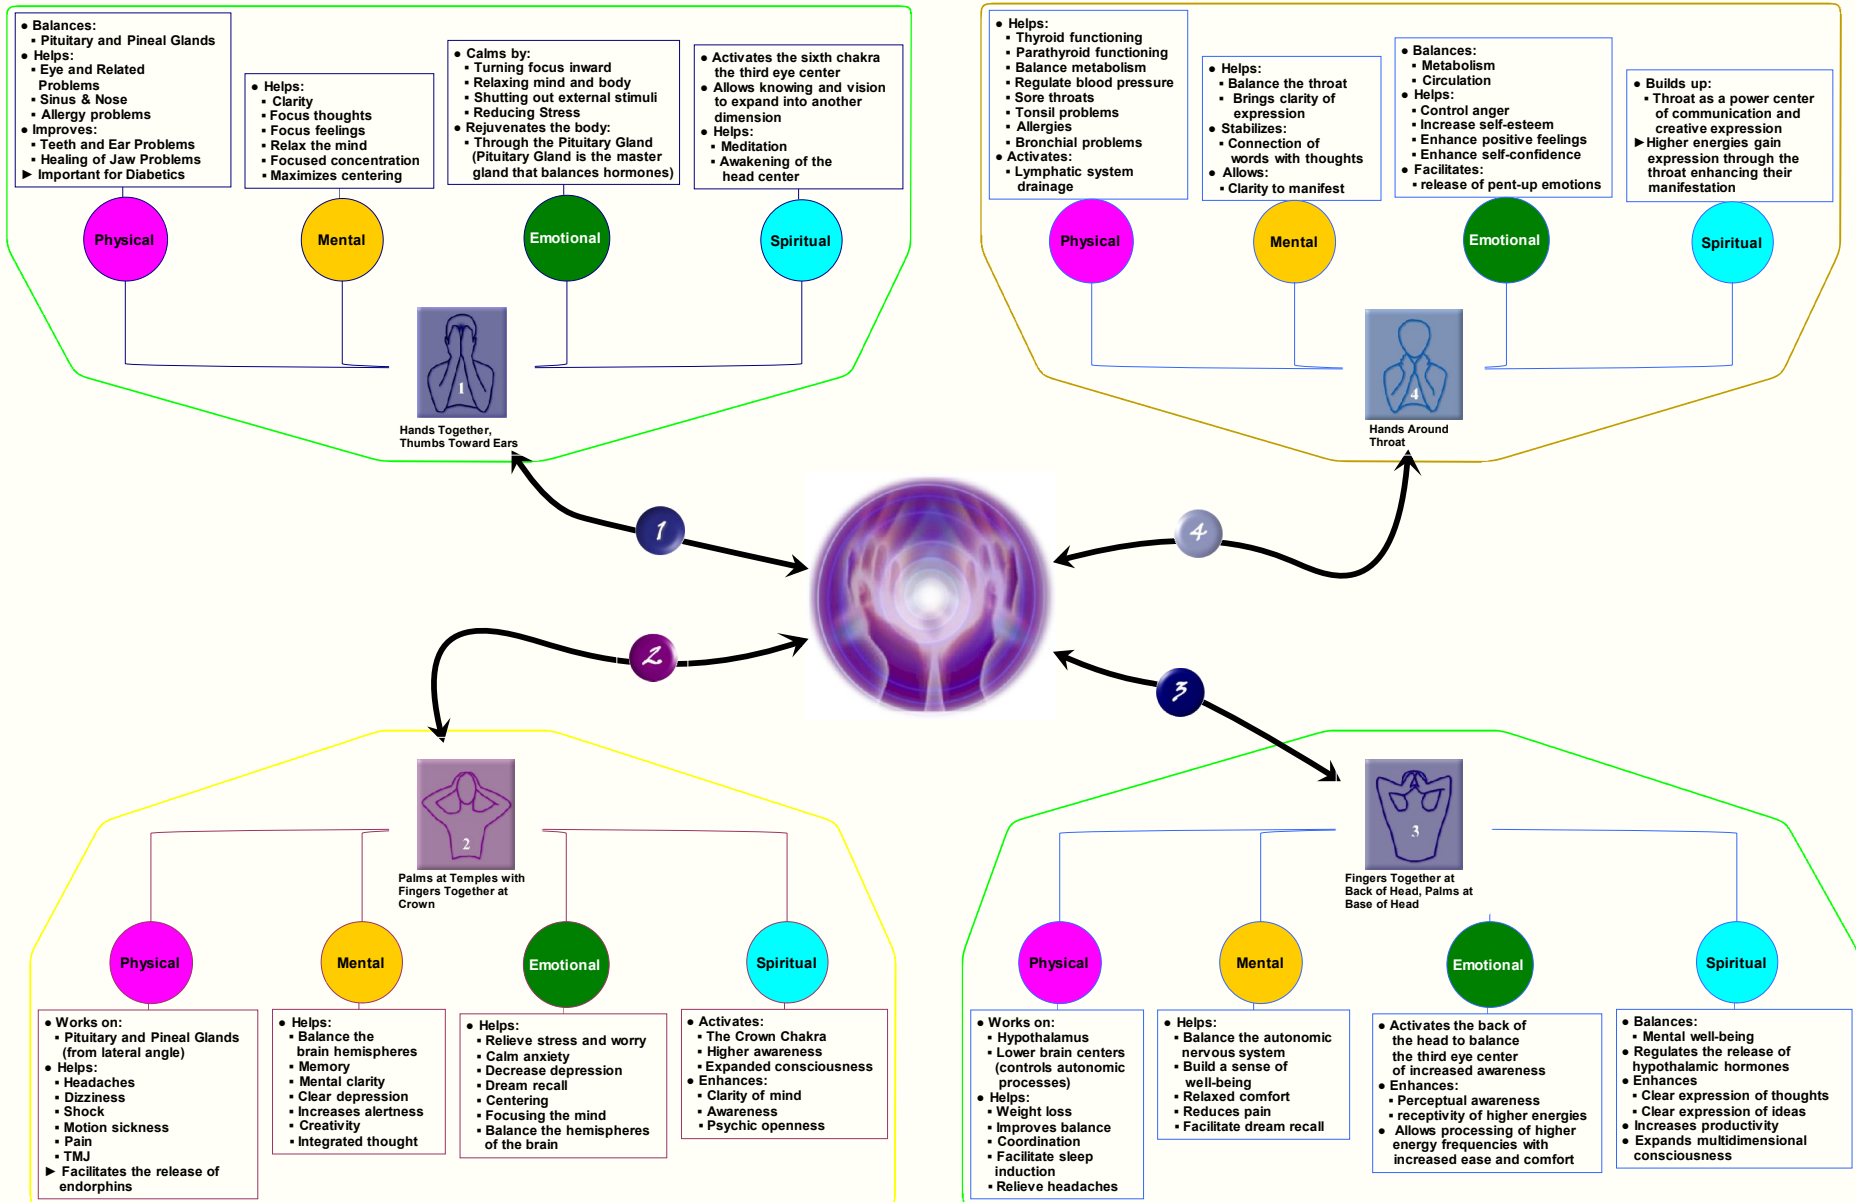 ● Balances:
▪ Pituitary and Pineal Glands
● Helps:
▪ Eye and Related
Problems
▪ Sinus & Nose
▪ Allergy problems
● Improves:
▪ Teeth and Ear Problems
▪ Healing of Jaw Problems
► Important for Diabetics
Physical
● Helps:
▪ Clarity
▪ Focus thoughts
▪ Focus feelings
▪ Relax the mind
▪ Focused concentration
▪ Maximizes centering
Mental
● Calms by:
▪ Turning focus inward
▪ Relaxing mind and body
▪ Shutting out external stimuli
▪ Reducing Stress
● Rejuvenates the body:
▪ Through the Pituitary Gland
(Pituitary Gland is the master
gland that balances hormones)
Emotional
● Activates the sixth chakra
the third eye center
● Allows knowing and vision
to expand into another
dimension
● Helps:
▪ Meditation
▪ Awakening of the
head center
Spiritual
1
Hands Together,
Thumbs Toward Ears
● Helps:
▪ Thyroid functioning
▪ Parathyroid functioning
▪ Balance metabolism
▪ Regulate blood pressure
▪ Sore throats
▪ Tonsil problems
▪ Allergies
▪ Bronchial problems
● Activates:
▪ Lymphatic system
drainage
Physical
● Helps:
▪ Balance the throat
▪ Brings clarity of
expression
● Stabilizes:
▪ Connection of
words with thoughts
● Allows:
▪ Clarity to manifest
Mental
● Balances:
▪ Metabolism
▪ Circulation
● Helps:
▪ Control anger
▪ Increase self-esteem
▪ Enhance positive feelings
▪ Enhance self-confidence
● Facilitates:
▪ release of pent-up emotions
Emotional
● Builds up:
▪ Throat as a power center
of communication and
creative expression
►Higher energies gain
expression through the
throat enhancing their
manifestation
Spiritual
4
Hands Around
Throat
1
4
2
3
2
Palms at Temples with
Fingers Together at
Crown
Physical
● Works on:
▪ Pituitary and Pineal Glands
(from lateral angle)
● Helps:
▪ Headaches
▪ Dizziness
▪ Shock
▪ Motion sickness
▪ Pain
▪ TMJ
► Facilitates the release of
endorphins
Mental
● Helps:
▪ Balance the
brain hemispheres
▪ Memory
▪ Mental clarity
▪ Clear depression
▪ Increases alertness
▪ Creativity
▪ Integrated thought
Emotional
● Helps:
▪ Relieve stress and worry
▪ Calm anxiety
▪ Decrease depression
▪ Dream recall
▪ Centering
▪ Focusing the mind
▪ Balance the hemispheres
of the brain
Spiritual
● Activates:
▪ The Crown Chakra
▪ Higher awareness
▪ Expanded consciousness
● Enhances:
▪ Clarity of mind
▪ Awareness
▪ Psychic openness
3
Fingers Together at
Back of Head, Palms at
Base of Head
Physical
● Works on:
▪ Hypothalamus
▪ Lower brain centers
(controls autonomic
processes)
● Helps:
▪ Weight loss
▪ Improves balance
▪ Coordination
▪ Facilitate sleep
induction
▪ Relieve headaches
Mental
● Helps:
▪ Balance the autonomic
nervous system
▪ Build a sense of
well-being
▪ Relaxed comfort
▪ Reduces pain
▪ Facilitate dream recall
Emotional
● Activates the back of
the head to balance
the third eye center
of increased awareness
● Enhances:
▪ Perceptual awareness
▪ receptivity of higher energies
● Allows processing of higher
energy frequencies with
increased ease and comfort
Spiritual
● Balances:
▪ Mental well-being
● Regulates the release of
hypothalamic hormones
● Enhances
▪ Clear expression of thoughts
▪ Clear expression of ideas
● Increases productivity
● Expands multidimensional
consciousness